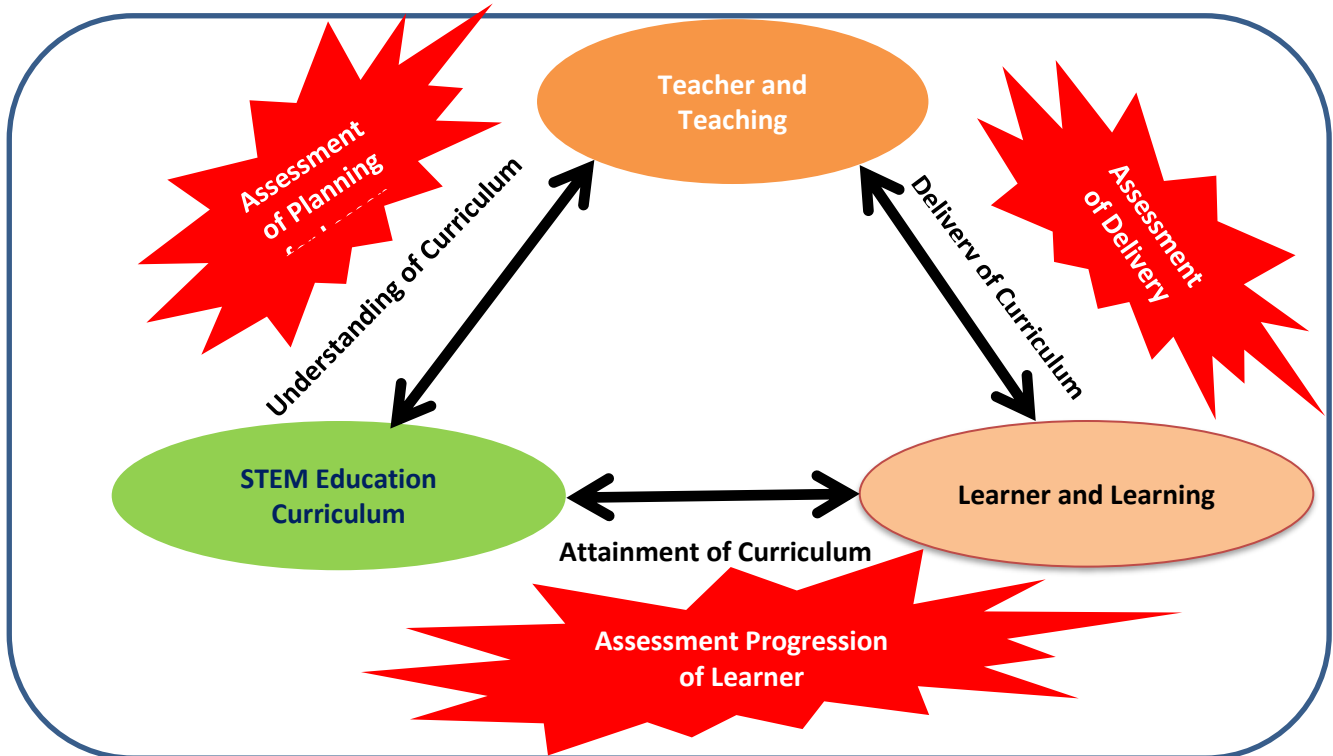 Teacher and
Teaching
Assessment
of Planning
Understanding of Curriculum
Delivery of Curriculum
Assessment
of Delivery
STEM Education
Curriculum
Learner and Learning
Attainment of Curriculum
Assessment Progression
of Learner